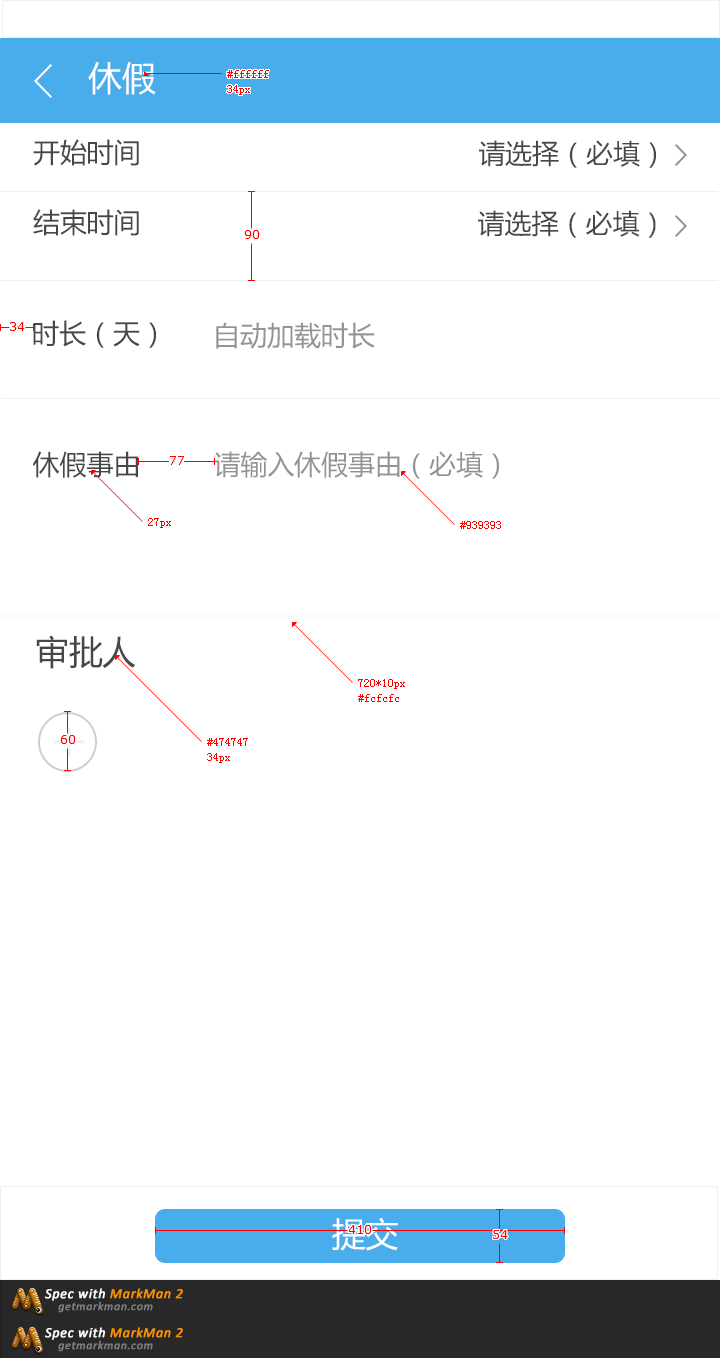 休假
#ffffff
34px
开始时间 请选择（必填）
结束时间 请选择（必填）
90
34
时长（天） 自动加载时长
休假事由 77 请输入休假事由（必填）
27px
#939393
审批人
720*10px
#fcfcfc
#474747
34px
60
提交
410
54
Spec with MarkMan 2
getmarkman.com
Spec with MarkMan 2
getmarkman.com